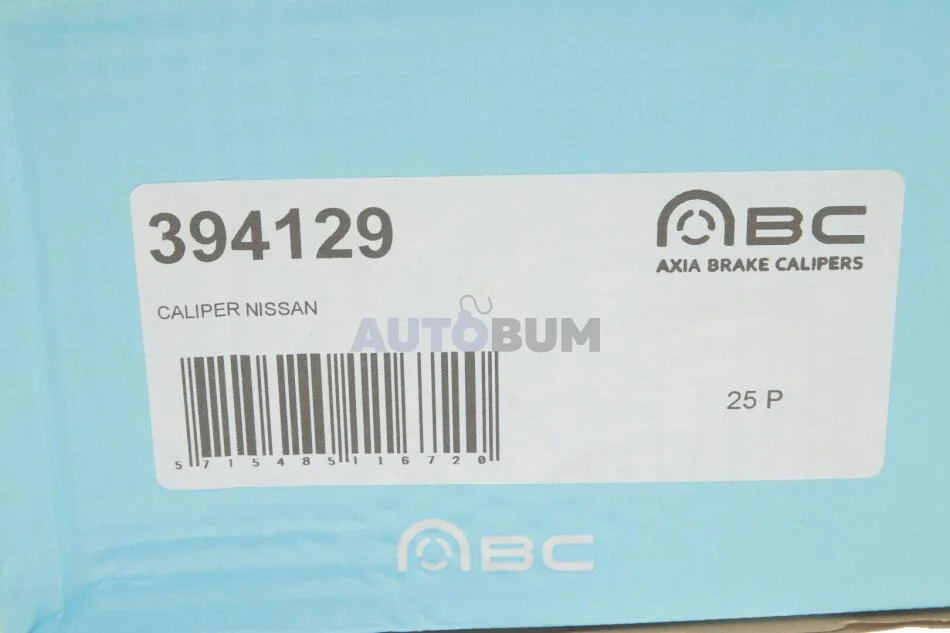 394129
ABC
AXIA BRAKE CALIPERS
CALIPER NISSAN
AUTOBUM
25 P
5715485116720
ABC